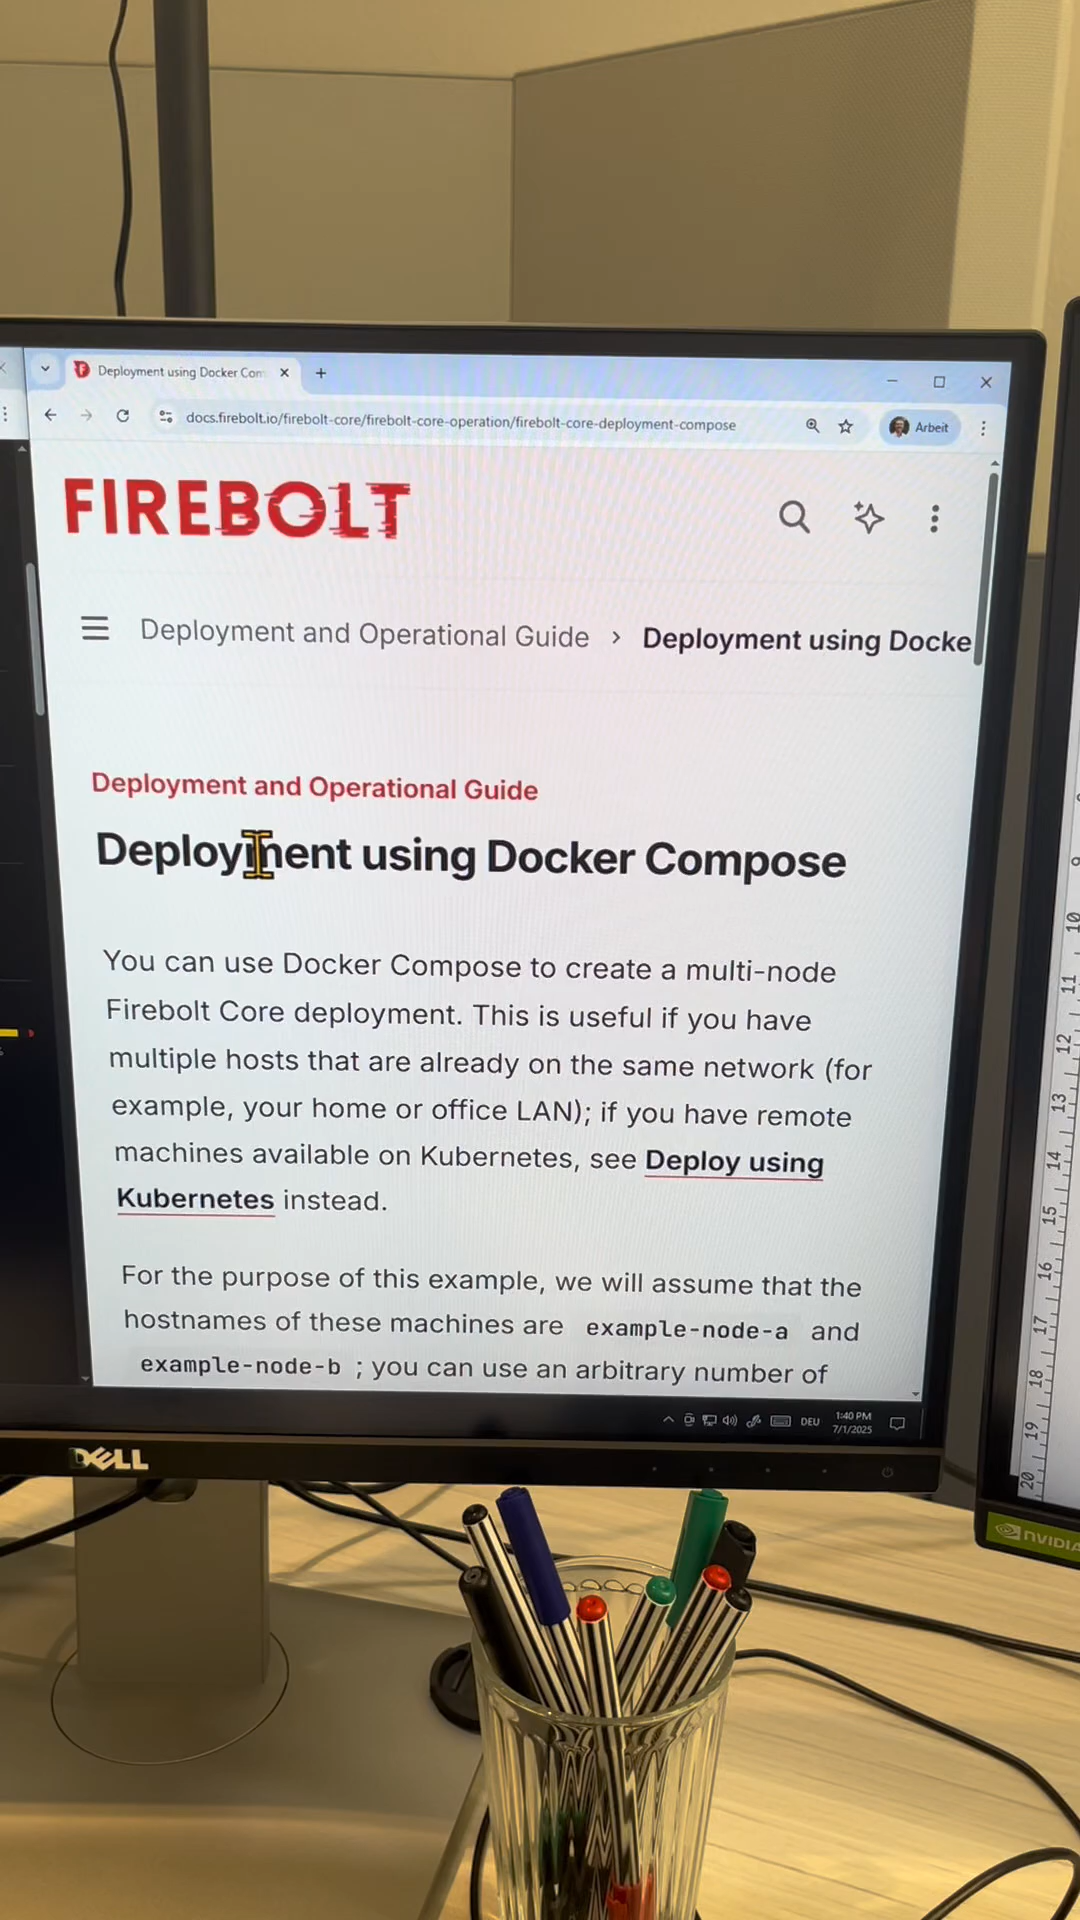 Deployment using Docker Com
docs.firebolt.io/firebolt-core/firebolt-core-operation/firebolt-core-deployment-compose
Arbeit
FIREBOLT
Deployment and Operational Guide > Deployment using Docke
Deployment and Operational Guide
Deployment using Docker Compose
You can use Docker Compose to create a multi-node
Firebolt Core deployment. This is useful if you have
multiple hosts that are already on the same network (for
example, your home or office LAN); if you have remote
machines available on Kubernetes, see Deploy using
Kubernetes instead.
For the purpose of this example, we will assume that the
hostnames of these machines are example-node-a and
example-node-b ; you can use an arbitrary number of
DEU
1:40 PM
7/1/2025
DELL
9
10
11
12
13
14
15
16
17
18
19
20
NVIDIA